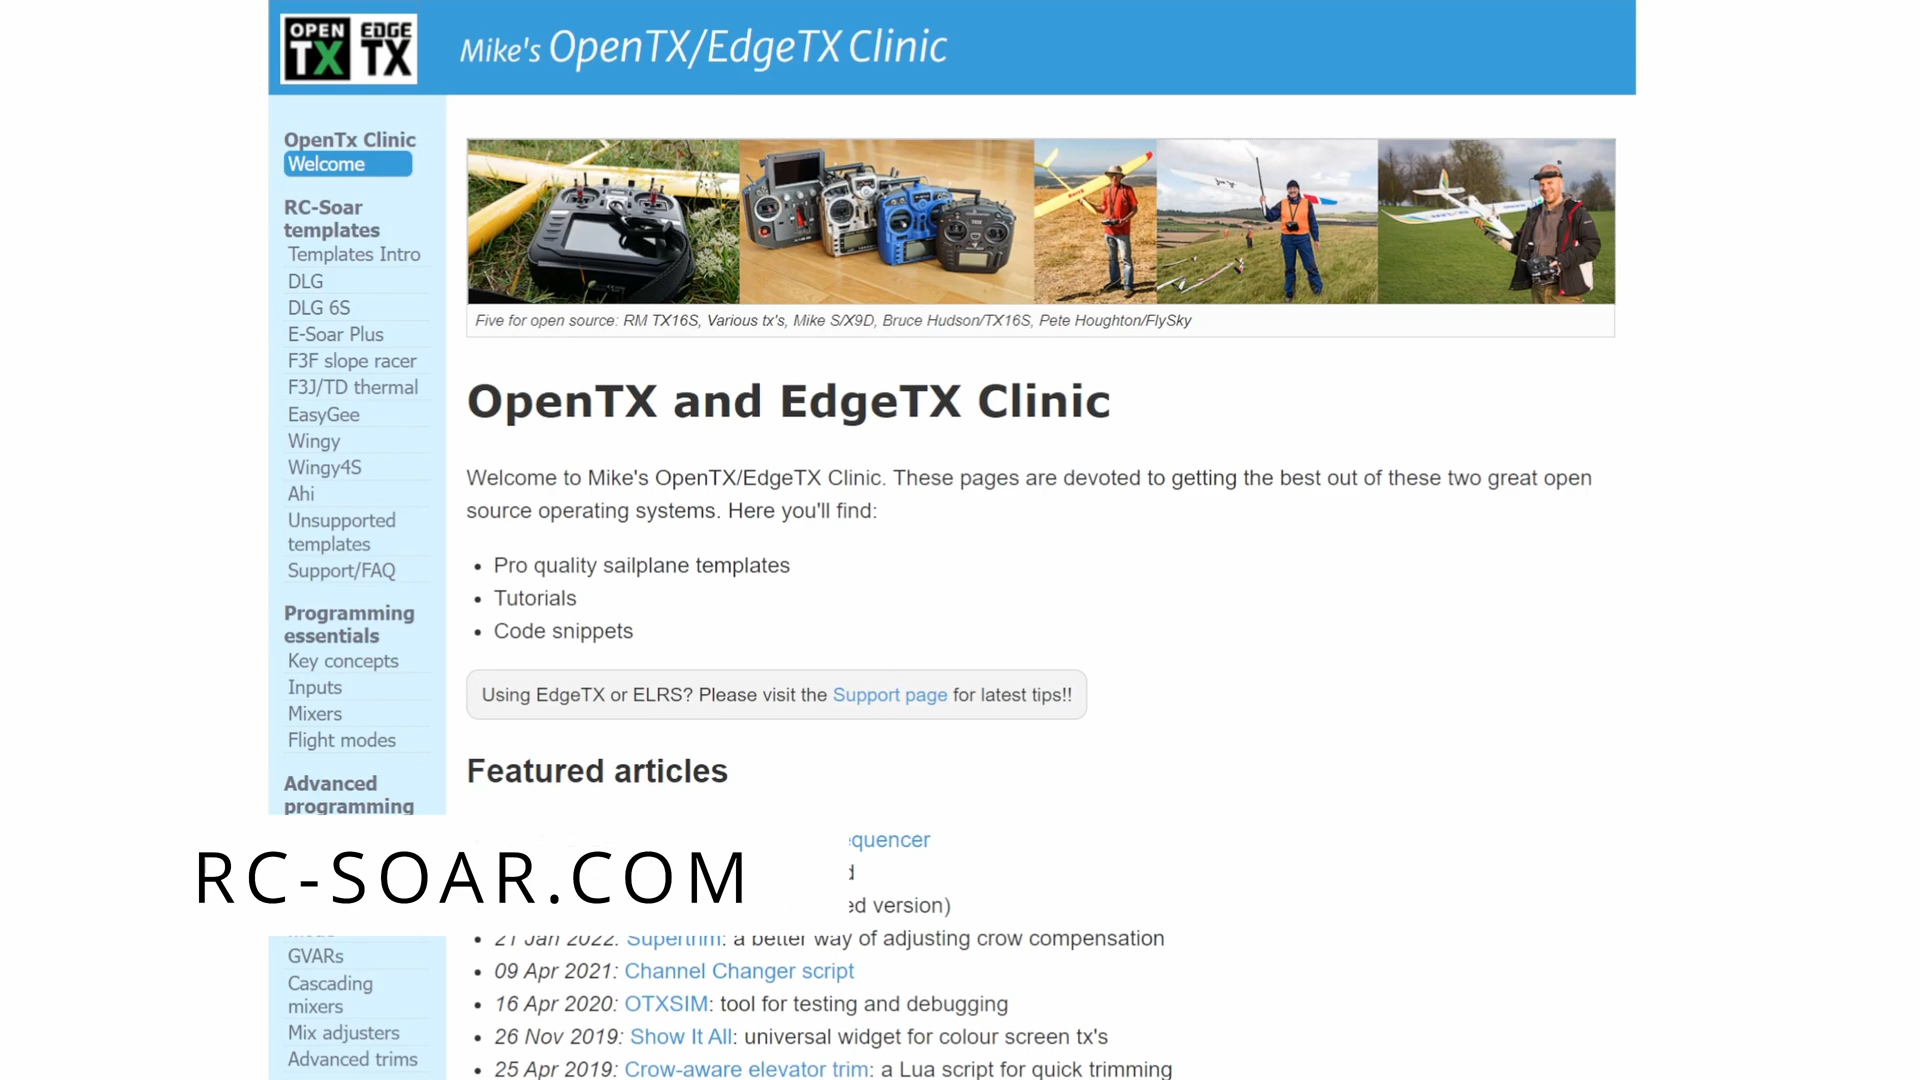 OPEN TX EDGE TX
Mike's OpenTX/EdgeTX Clinic
OpenTx Clinic
Welcome
RC-Soar
templates
Templates Intro
DLG
DLG 6S
E-Soar Plus
F3F slope racer
F3J/TD thermal
EasyGee
Wingy
Wingy4S
Ahi
Unsupported
templates
Support/FAQ
Programming
essentials
Key concepts
Inputs
Mixers
Flight modes
Advanced
programming
GVARs
Cascading
mixers
Mix adjusters
Advanced trims
Five for open source: RM TX16S, Various tx's, Mike S/X9D, Bruce Hudson/TX16S, Pete Houghton/FlySky
OpenTX and EdgeTX Clinic
Welcome to Mike's OpenTX/EdgeTX Clinic. These pages are devoted to getting the best out of these two great open
source operating systems. Here you'll find:
• Pro quality sailplane templates
• Tutorials
• Code snippets
Using EdgeTX or ELRS? Please visit the Support page for latest tips!!
Featured articles
equencer
d
ed version)
RC-SOAR.COM
• 21 Jan 2022: Supertrim: a better way of adjusting crow compensation
• 09 Apr 2021: Channel Changer script
• 16 Apr 2020: OTXSIM: tool for testing and debugging
• 26 Nov 2019: Show It All: universal widget for colour screen tx's
• 25 Apr 2019: Crow-aware elevator trim: a Lua script for quick trimming